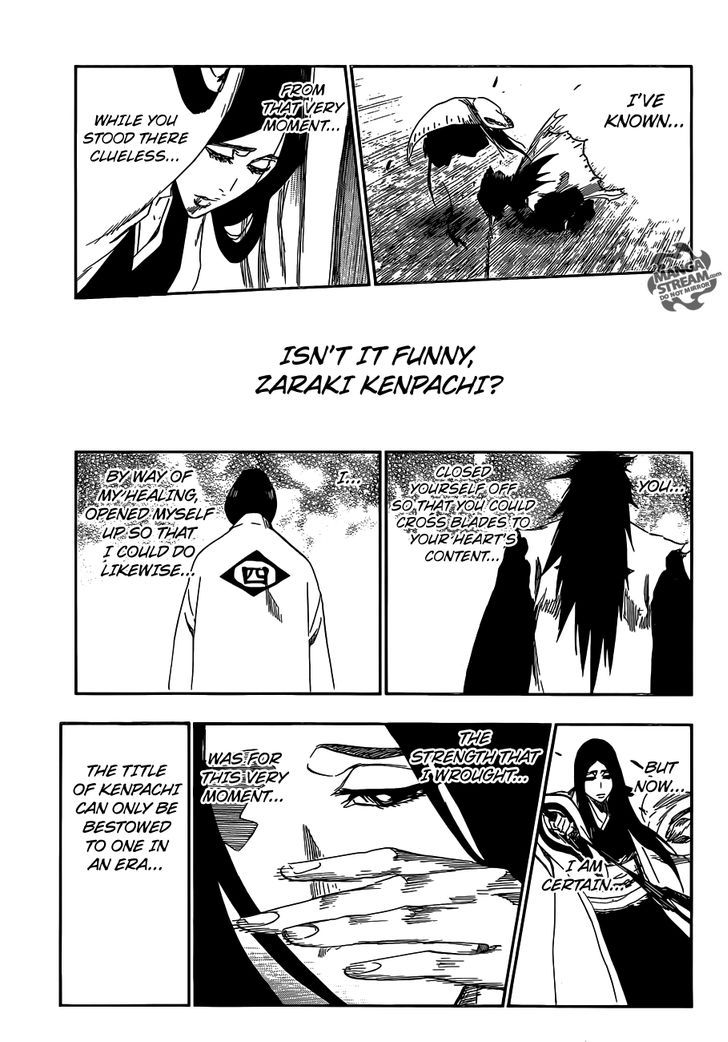 I'VE
KNOWN...
MANGA
STREAM.com
DO NOT MIRROR
FROM
THAT VERY
MOMENT...
WHILE YOU
STOOD THERE
CLUELESS...
ISN'T IT FUNNY,
ZARAKI KENPACHI?
YOU...
CLOSED
YOURSELF OFF
SO THAT YOU COULD
CROSS BLADES TO
YOUR HEART'S
CONTENT...
I...
BY WAY OF
MY HEALING,
OPENED MYSELF
UP SO THAT
I COULD DO
LIKEWISE...
四
BUT
NOW...
I AM
CERTAIN...
THE
STRENGTH THAT
I WROUGHT...
WAS FOR
THIS VERY
MOMENT...
THE TITLE
OF KENPACHI
CAN ONLY BE
BESTOWED
TO ONE IN
AN ERA...